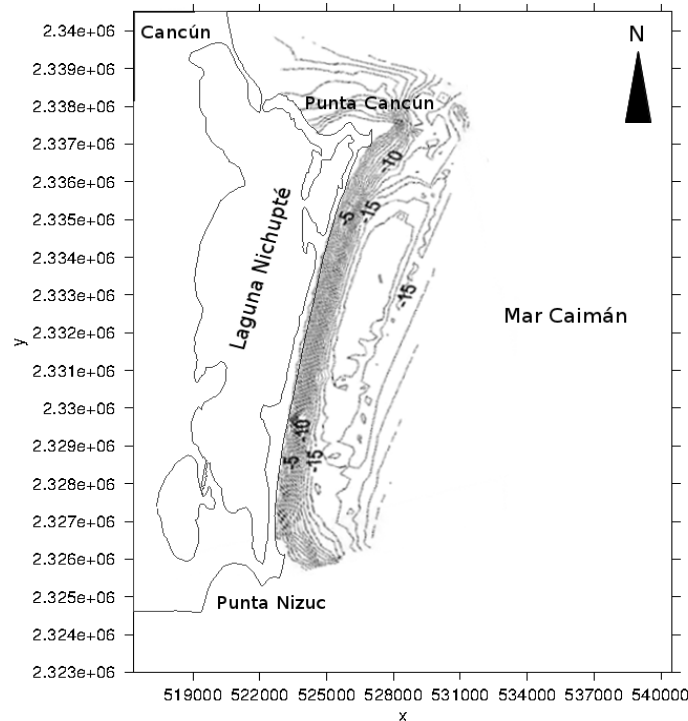 2.34e+06
Cancún
N
2.339e+06
2.338e+06
Punta Cancún
2.337e+06
-10
2.336e+06
2.335e+06
-5
-15
Laguna Nichupté
2.334e+06
2.333e+06
-15
Mar Caimán
2.332e+06
y
2.331e+06
2.33e+06
-10
2.329e+06
-5
-15
2.328e+06
2.327e+06
2.326e+06
2.325e+06
Punta Nizuc
2.324e+06
2.323e+06
519000 522000 525000 528000 531000 534000 537000 540000
x